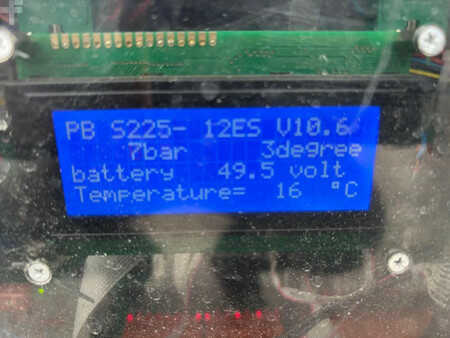 PB S225- 12ES V10.6
7bar 3degree
battery 49.5 volt
Temperature= 16 °C